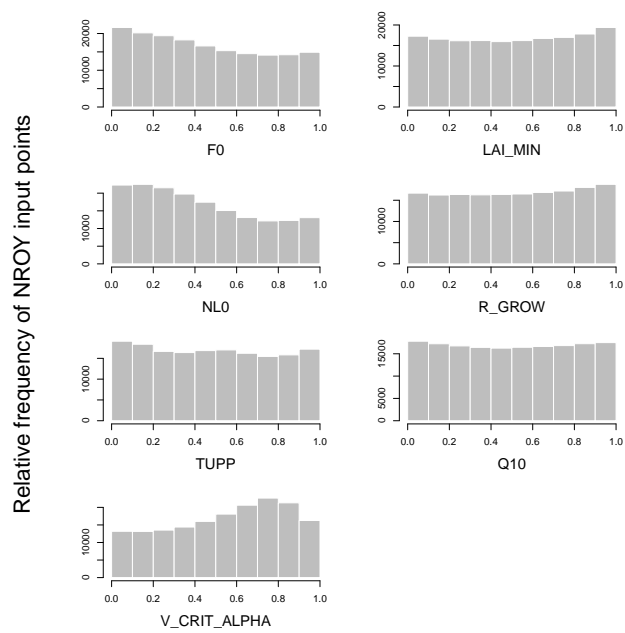 Relative frequency of NROY input points
0 10000 20000
0.0 0.2 0.4 0.6 0.8 1.0
F0
0 10000 20000
0.0 0.2 0.4 0.6 0.8 1.0
LAI_MIN
0 10000
0.0 0.2 0.4 0.6 0.8 1.0
NL0
0 10000
0.0 0.2 0.4 0.6 0.8 1.0
R_GROW
0 10000
0.0 0.2 0.4 0.6 0.8 1.0
TUPP
0 5000 15000
0.0 0.2 0.4 0.6 0.8 1.0
Q10
0 10000
0.0 0.2 0.4 0.6 0.8 1.0
V_CRIT_ALPHA